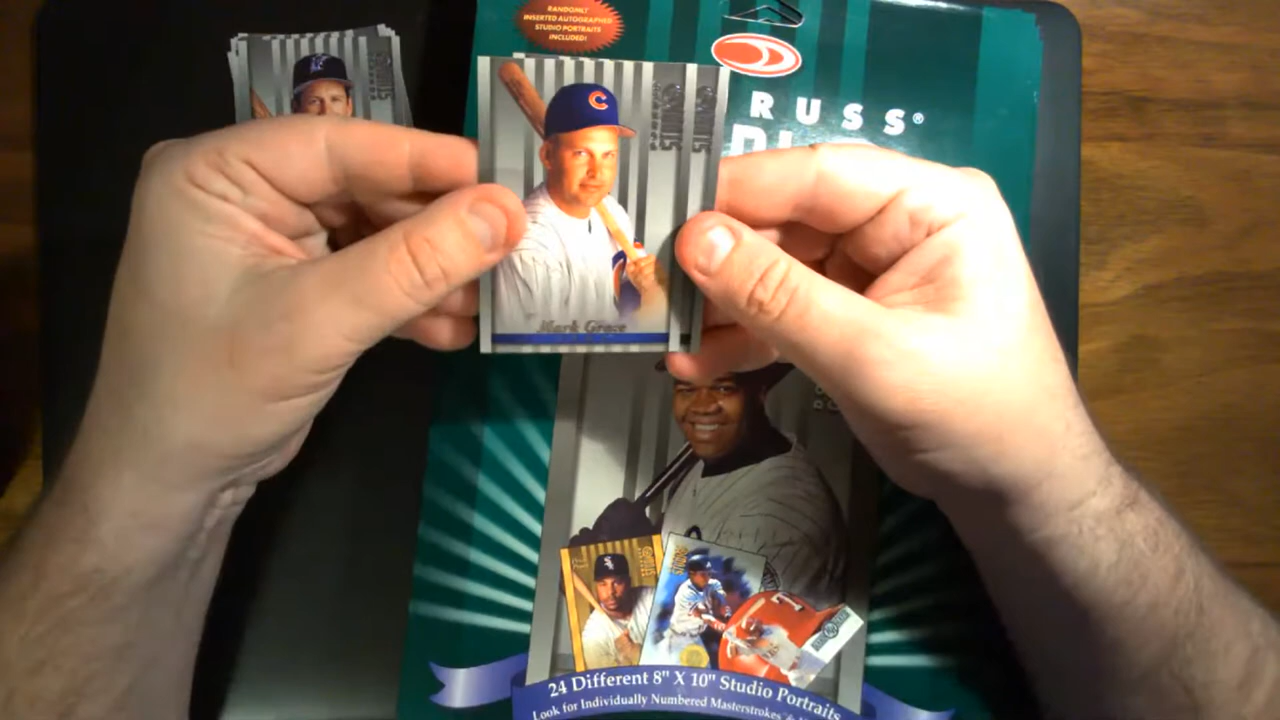 RANDOMLY
INSERTED AUTOGRAPHED
STUDIO PORTRAITS
INCLUDED!
RUSS®
C
STUDIO
Mark Grace
T
24 Different 8" X 10" Studio Portraits
Look for Individually Numbered Masterstrokes &